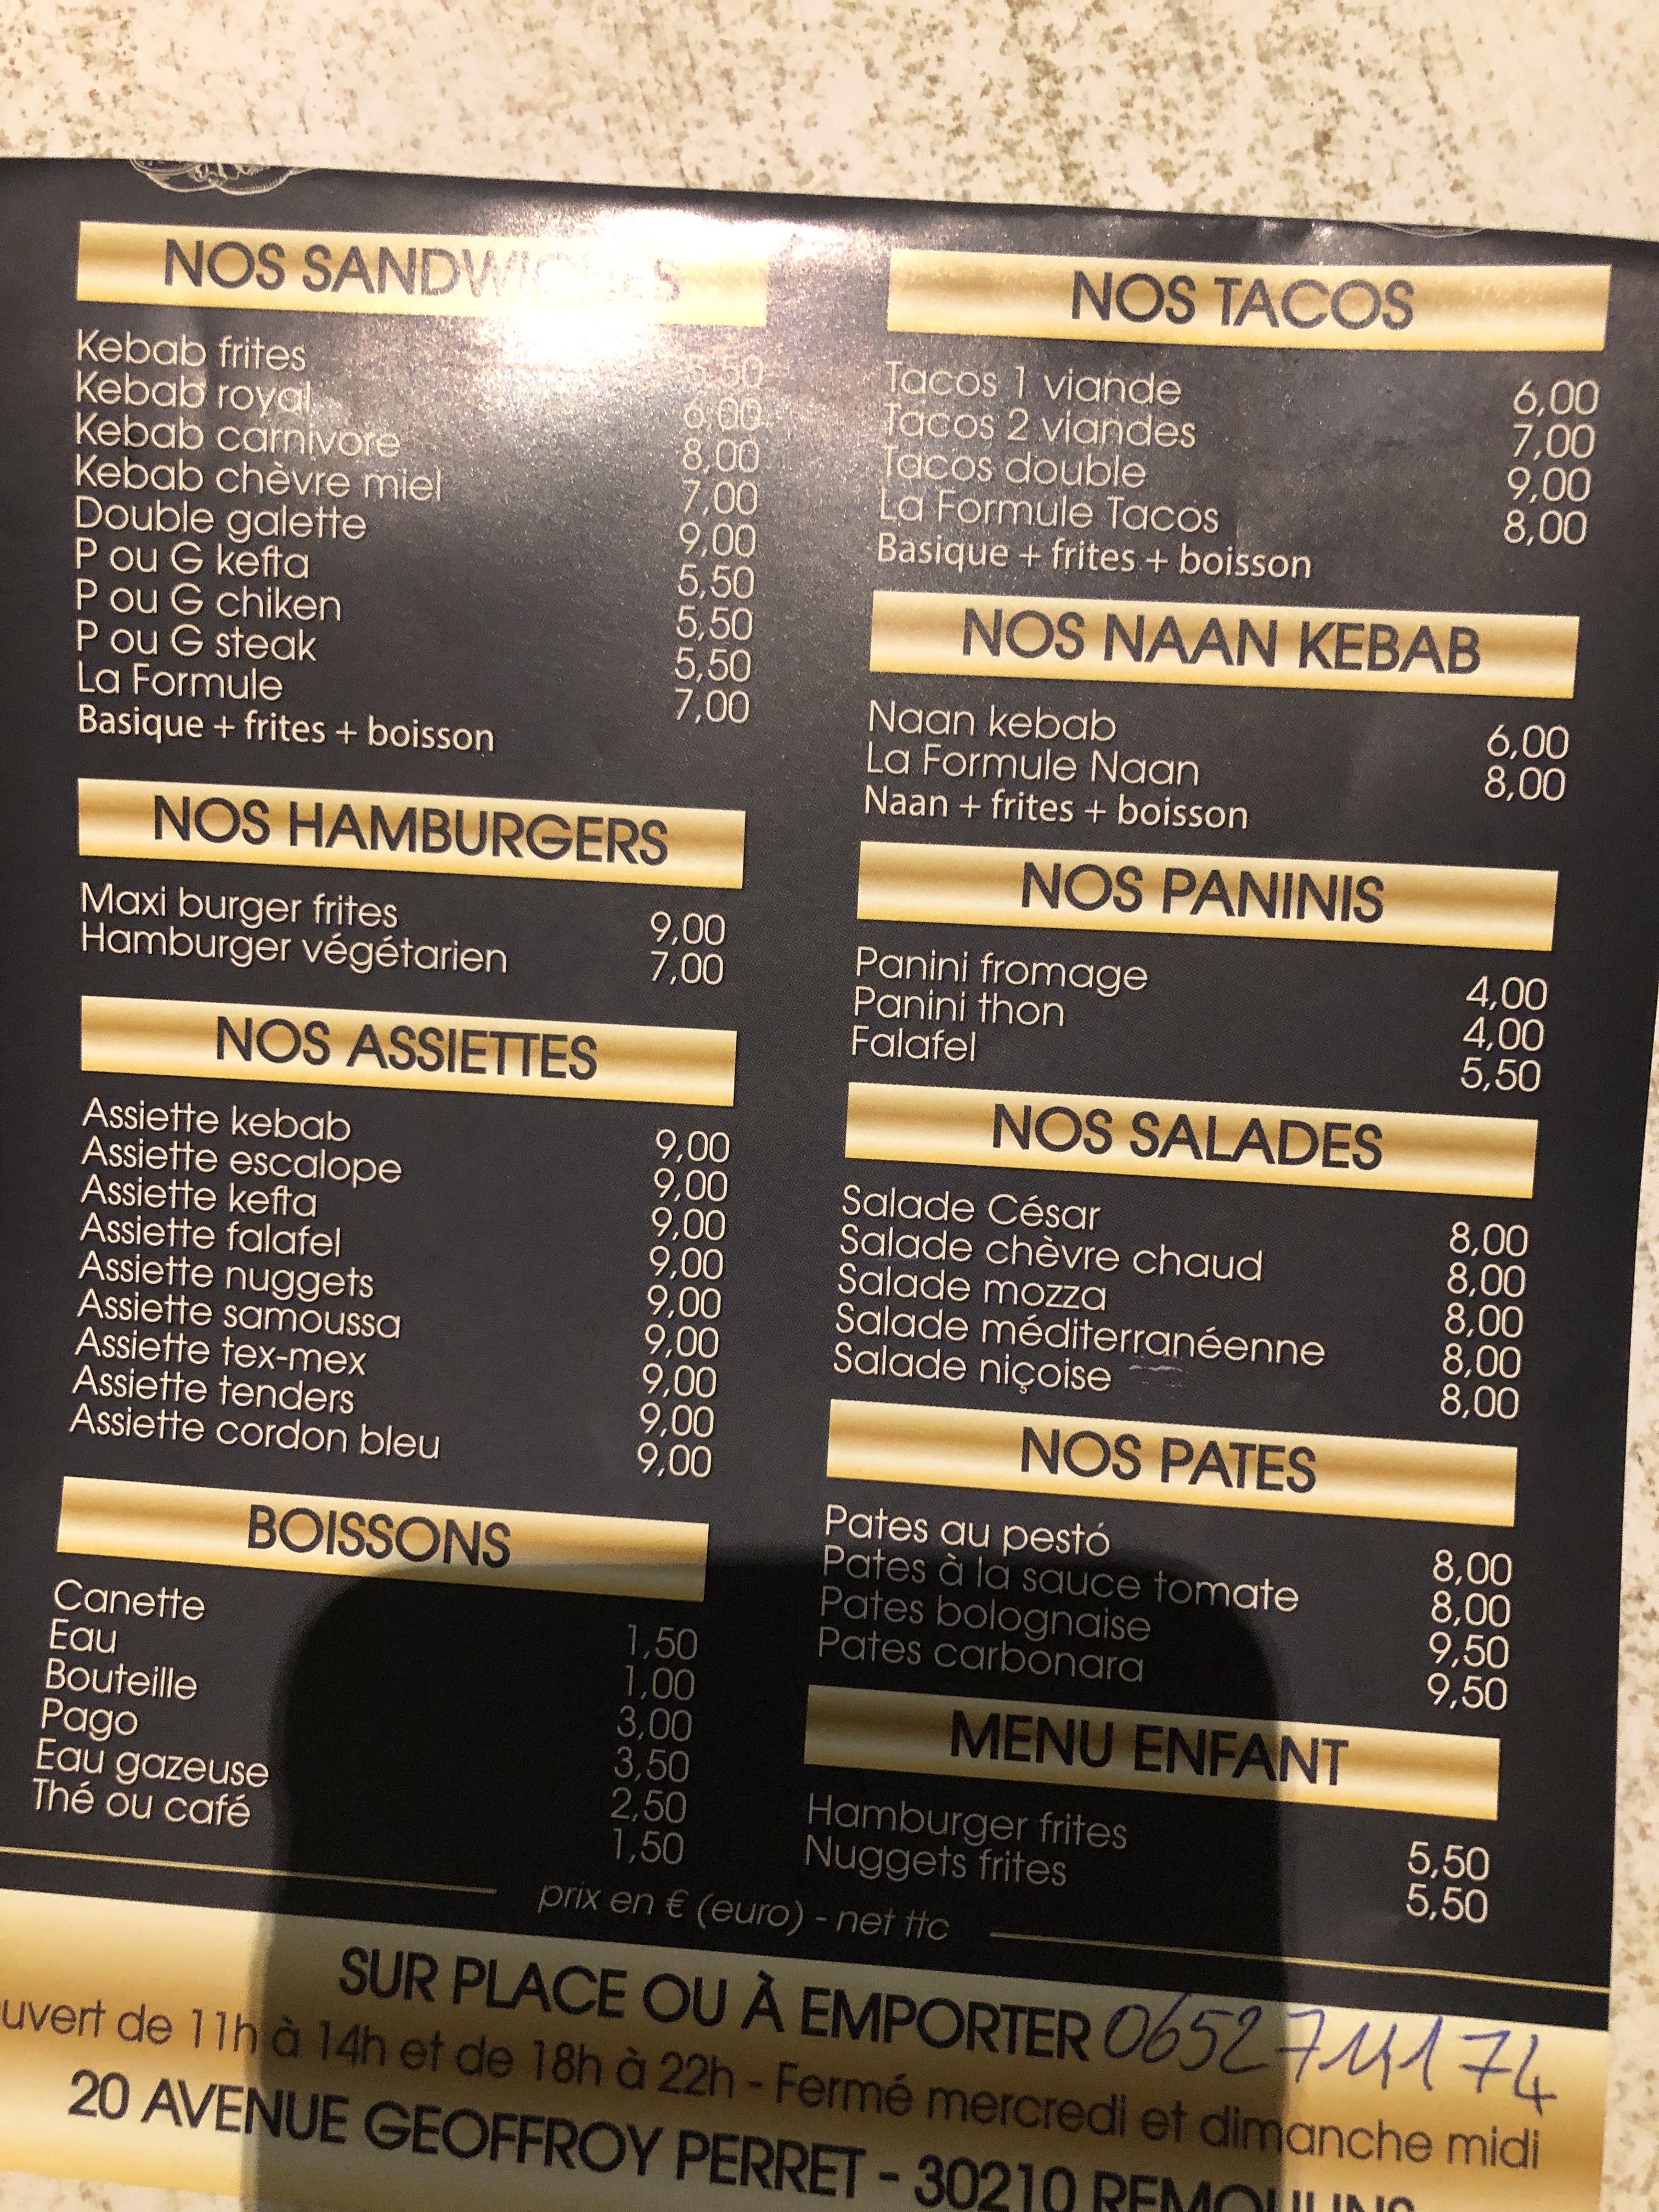 NOS SANDWICHES
Kebab frites 5,50
Kebab royal 6,00
Kebab carnivore 8,00
Kebab chèvre miel 7,00
Double galette 9,00
P ou G kefta 5,50
P ou G chiken 5,50
P ou G steak 5,50
La Formule 7,00
Basique + frites + boisson
NOS HAMBURGERS
Maxi burger frites 9,00
Hamburger végétarien 7,00
NOS ASSIETTES
Assiette kebab 9,00
Assiette escalope 9,00
Assiette kefta 9,00
Assiette falafel 9,00
Assiette nuggets 9,00
Assiette samoussa 9,00
Assiette tex-mex 9,00
Assiette tenders 9,00
Assiette cordon bleu 9,00
BOISSONS
Canette 1,50
Eau 1,00
Bouteille 3,00
Pago 3,50
Eau gazeuse 2,50
Thé ou café 1,50
NOS TACOS
Tacos 1 viande 6,00
Tacos 2 viandes 7,00
Tacos double 9,00
La Formule Tacos 8,00
Basique + frites + boisson
NOS NAAN KEBAB
Naan kebab 6,00
La Formule Naan 8,00
Naan + frites + boisson
NOS PANINIS
Panini fromage 4,00
Panini thon 4,00
Falafel 5,50
NOS SALADES
Salade César 8,00
Salade chèvre chaud 8,00
Salade mozza 8,00
Salade méditerranéenne 8,00
Salade niçoise 8,00
NOS PATES
Pates au pestó 8,00
Pates à la sauce tomate 8,00
Pates bolognaise 9,50
Pates carbonara 9,50
MENU ENFANT
Hamburger frites 5,50
Nuggets frites 5,50
prix en € (euro) - net ttc
SUR PLACE OU À EMPORTER 0652741174
uvert de 11h à 14h et de 18h à 22h - Fermé mercredi et dimanche midi
20 AVENUE GEOFFROY PERRET - 30210 REMOULINS